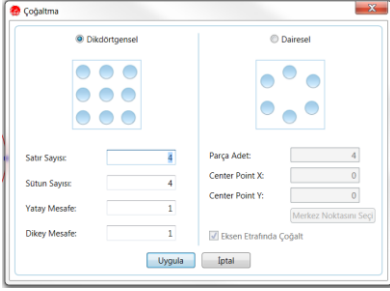 Çoğaltma
Dikdörtgensel
Dairesel
Satır Sayısı: 4
Sütun Sayısı: 4
Yatay Mesafe: 1
Dikey Mesafe: 1
Parça Adet: 4
Center Point X: 0
Center Point Y: 0
Merkez Noktasını Seçi
Eksen Etrafında Çoğalt
Uygula
İptal